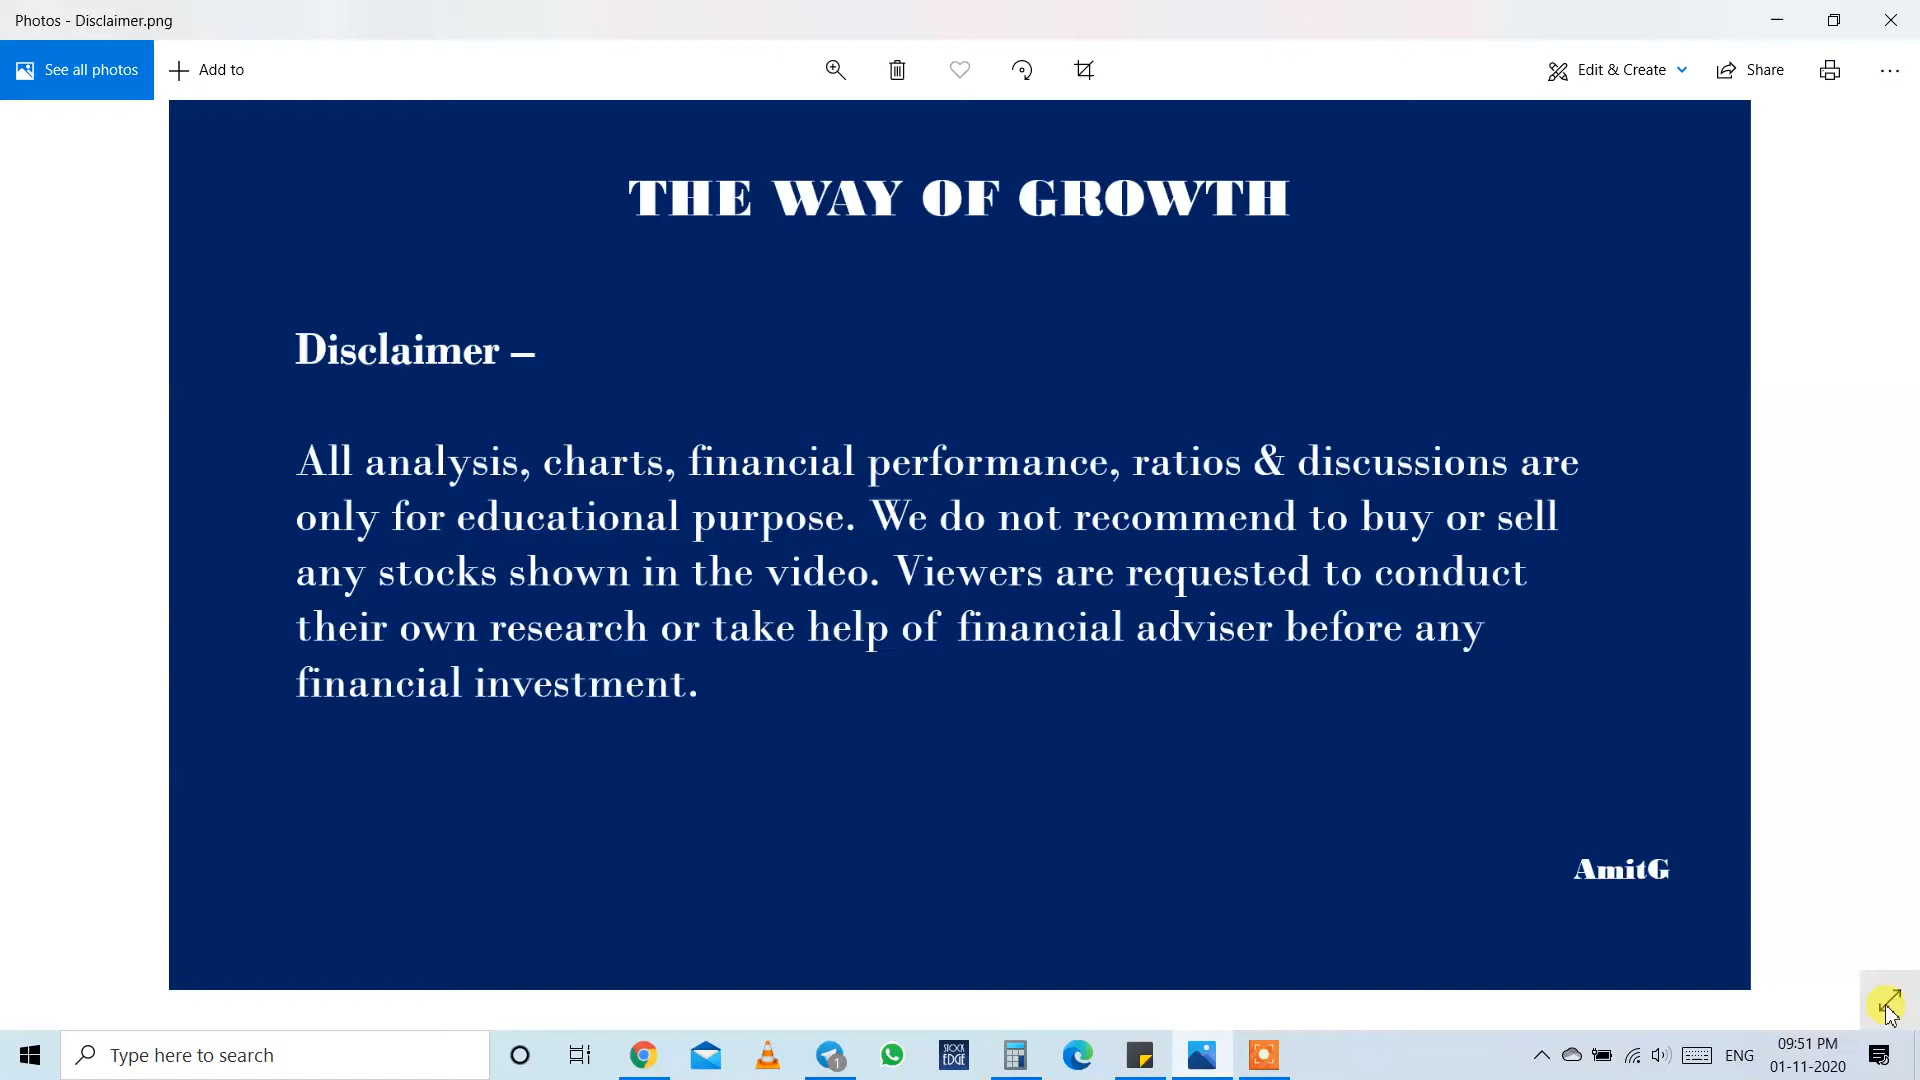 Photos - Disclaimer.png
See all photos
Add to
Edit & Create
Share
THE WAY OF GROWTH
Disclaimer –
All analysis, charts, financial performance, ratios & discussions are
only for educational purpose. We do not recommend to buy or sell
any stocks shown in the video. Viewers are requested to conduct
their own research or take help of financial adviser before any
financial investment.
AmitG
Type here to search
1
STOCK
EDGE
ENG
09:51 PM
01-11-2020